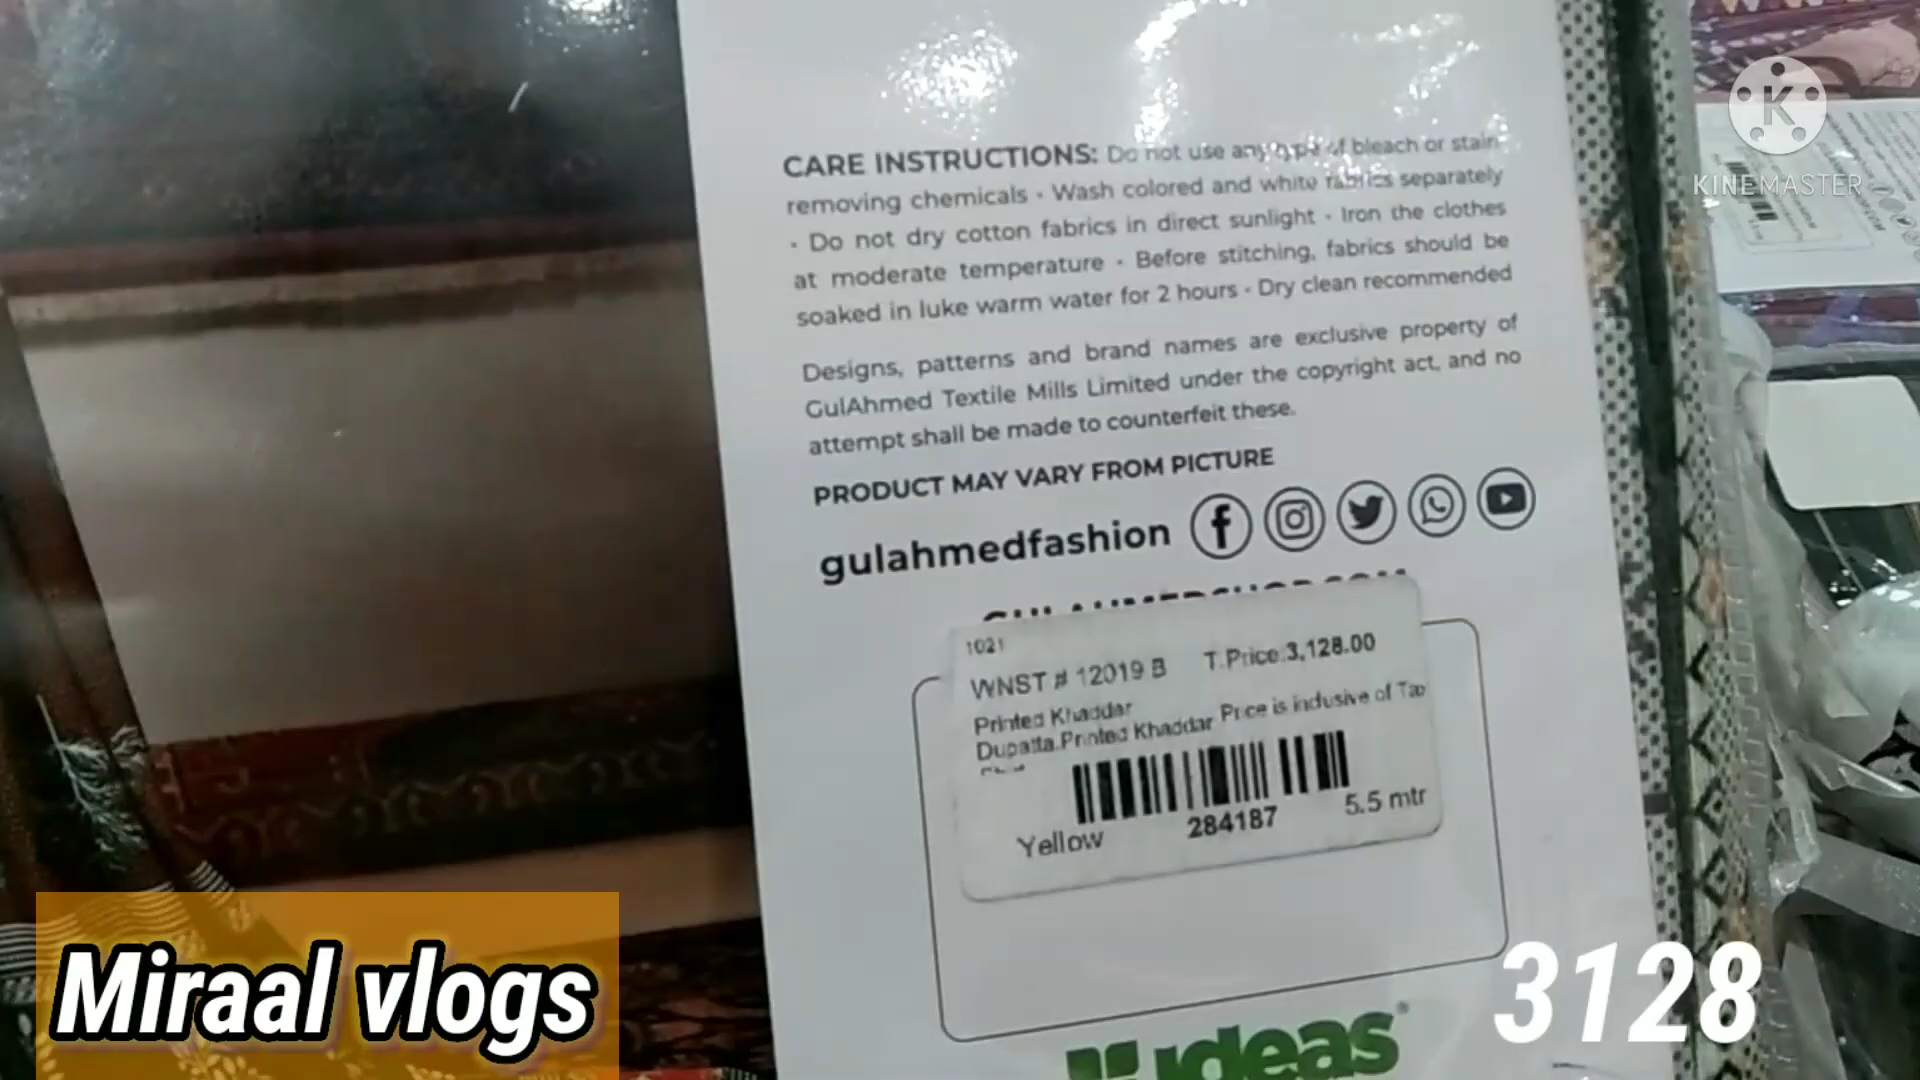 CARE INSTRUCTIONS: Do not use any type of bleach or stain
removing chemicals • Wash colored and white fabrics separately
• Do not dry cotton fabrics in direct sunlight • Iron the clothes
at moderate temperature • Before stitching, fabrics should be
soaked in luke warm water for 2 hours • Dry clean recommended
Designs, patterns and brand names are exclusive property of
GulAhmed Textile Mills Limited under the copyright act, and no
attempt shall be made to counterfeit these.
PRODUCT MAY VARY FROM PICTURE
gulahmedfashion
1021
WNST # 12019 B T.Price:3,128.00
Printed Khaddar
Dupatta.Printed Khaddar Price is inclusive of Tax
Yellow 284187 5.5 mtr
ideas
KINEMASTER
Miraal vlogs
3128